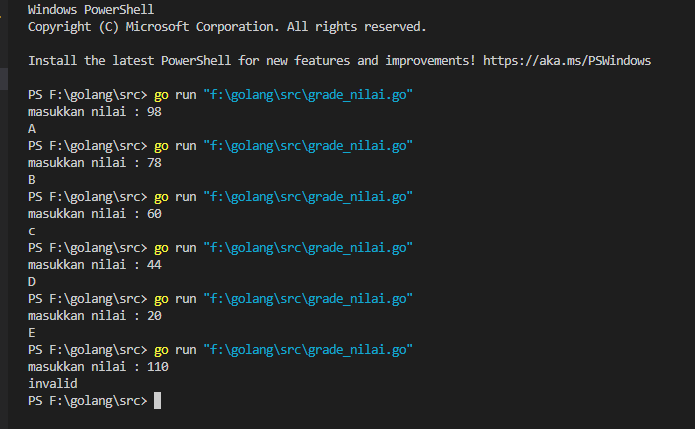 Windows PowerShell
Copyright (C) Microsoft Corporation. All rights reserved.
Install the latest PowerShell for new features and improvements! https://aka.ms/PSWindows
PS F:\golang\src> go run "f:\golang\src\grade_nilai.go"
masukkan nilai : 98
A
PS F:\golang\src> go run "f:\golang\src\grade_nilai.go"
masukkan nilai : 78
B
PS F:\golang\src> go run "f:\golang\src\grade_nilai.go"
masukkan nilai : 60
c
PS F:\golang\src> go run "f:\golang\src\grade_nilai.go"
masukkan nilai : 44
D
PS F:\golang\src> go run "f:\golang\src\grade_nilai.go"
masukkan nilai : 20
E
PS F:\golang\src> go run "f:\golang\src\grade_nilai.go"
masukkan nilai : 110
invalid
PS F:\golang\src>